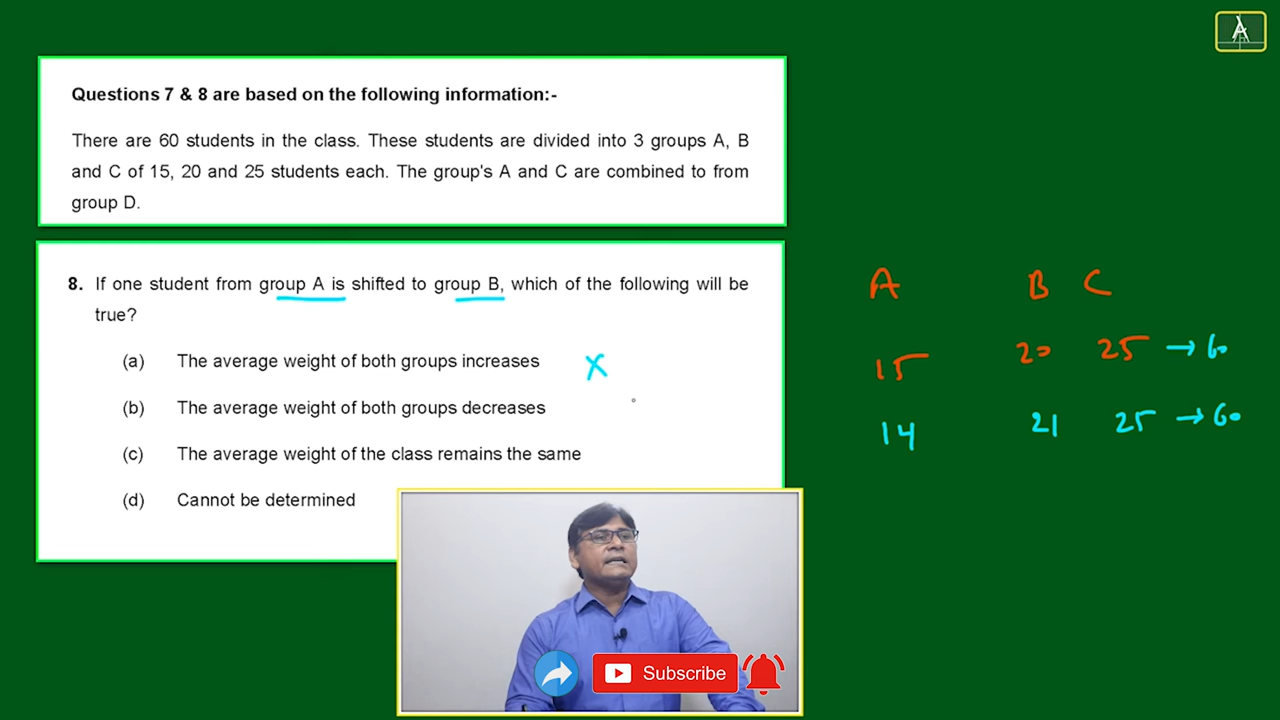 A
Questions 7 & 8 are based on the following information:-
There are 60 students in the class. These students are divided into 3 groups A, B
and C of 15, 20 and 25 students each. The group's A and C are combined to from
group D.
8. If one student from group A is shifted to group B, which of the following will be
true?
(a) The average weight of both groups increases X
(b) The average weight of both groups decreases
(c) The average weight of the class remains the same
(d) Cannot be determined
A B C
15 20 25 → 60
14 21 25 → 60
Subscribe